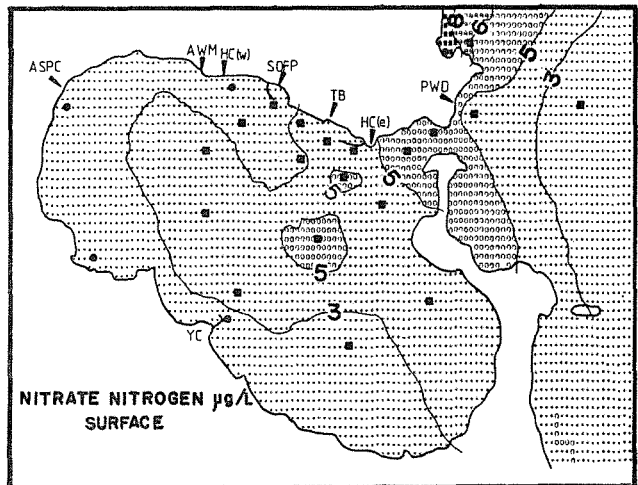 8
6
5
3
AWM HC(w)
ASPC
SOFP
TB
PWD
HC(e)
5
5
5
3
YC
NITRATE NITROGEN µg/L
SURFACE